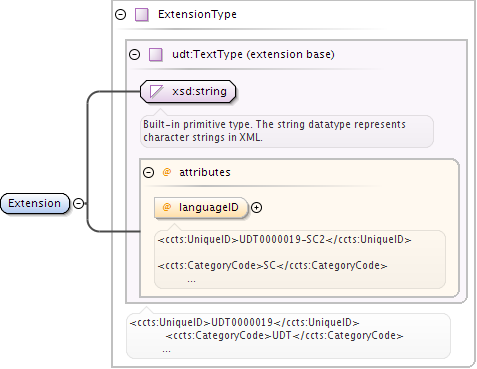 ExtensionType
udt:TextType (extension base)
xsd:string
Built-in primitive type. The string datatype represents
character strings in XML.
@ attributes
Extension
@ languageID
<ccts:UniqueID>UDT0000019-SC2</ccts:UniqueID>
<ccts:CategoryCode>SC</ccts:CategoryCode>
...
<ccts:UniqueID>UDT0000019</ccts:UniqueID>
<ccts:CategoryCode>UDT</ccts:CategoryCode>
...